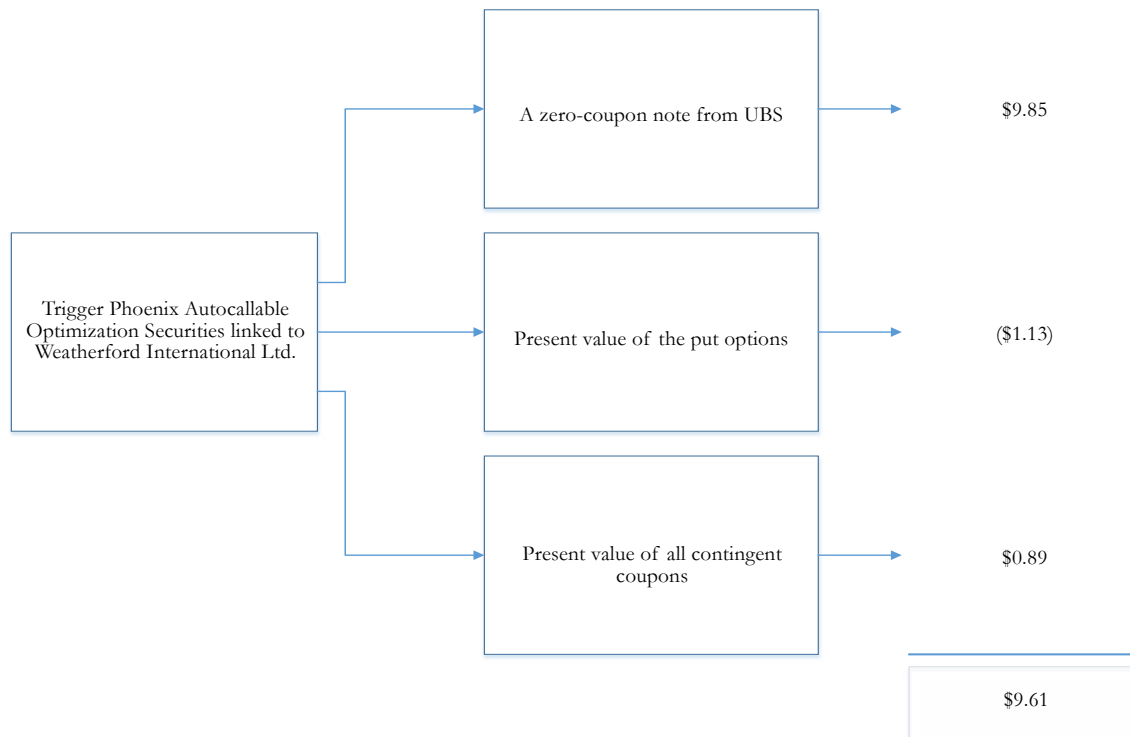 A zero-coupon note from UBS
$9.85
Trigger Phoenix Autocallable
Optimization Securities linked to
Weatherford International Ltd.
Present value of the put options
($1.13)
Present value of all contingent
coupons
$0.89
$9.61